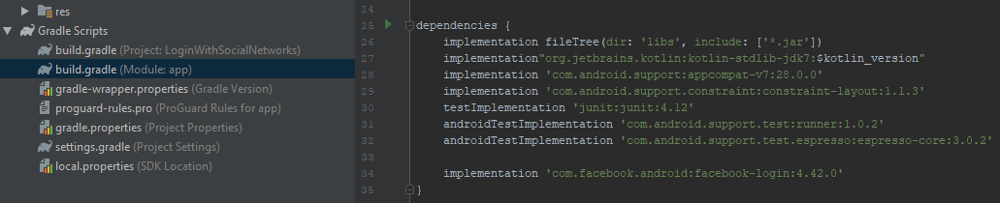 res
Gradle Scripts
build.gradle (Project: LoginWithSocialNetworks)
build.gradle (Module: app)
gradle-wrapper.properties (Gradle Version)
proguard-rules.pro (ProGuard Rules for app)
gradle.properties (Project Properties)
settings.gradle (Project Settings)
local.properties (SDK Location)
24
25 dependencies {
26 implementation fileTree(dir: 'libs', include: ['*.jar'])
27 implementation"org.jetbrains.kotlin:kotlin-stdlib-jdk7:$kotlin_version"
28 implementation 'com.android.support:appcompat-v7:28.0.0'
29 implementation 'com.android.support.constraint:constraint-layout:1.1.3'
30 testImplementation 'junit:junit:4.12'
31 androidTestImplementation 'com.android.support.test:runner:1.0.2'
32 androidTestImplementation 'com.android.support.test.espresso:espresso-core:3.0.2'
33
34 implementation 'com.facebook.android:facebook-login:4.42.0'
35 }